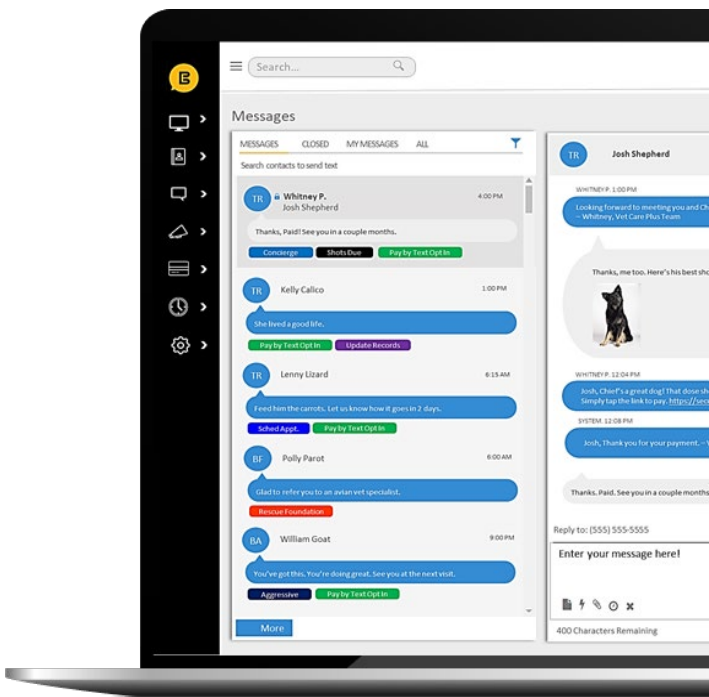 E
Search...
Messages
MESSAGES CLOSED MY MESSAGES ALL
Search contacts to send text
TR Whitney P. 4:00 PM
Josh Shepherd
Thanks, Paid! See you in a couple months.
Concierge Shots Due Pay by Text Opt In
TR Kelly Calico 1:00 PM
She lived a good life.
Pay by Text Opt In Update Records
TR Lenny Lizard 6:15 AM
Feed him the carrots. Let us know how it goes in 2 days.
Sched Appt. Pay by Text Opt In
BF Polly Parot 6:00 AM
Glad to refer you to an avian vet specialist.
Rescue Foundation
BA William Goat 9:00 PM
You've got this. You're doing great. See you at the next visit.
Aggressive Pay by Text Opt In
More
TR Josh Shepherd
WHITNEY P. 1:00 PM
Looking forward to meeting you and Ch
– Whitney, Vet Care Plus Team
Thanks, me too. Here's his best sho
WHITNEY P. 12:04 PM
Josh, Chief's a great dog! That dose sh
Simply tap the link to pay. https://sec
SYSTEM. 12:08 PM
Josh, Thank you for your payment. – V
Thanks. Paid. See you in a couple months
Reply to: (555) 555-5555
Enter your message here!
400 Characters Remaining